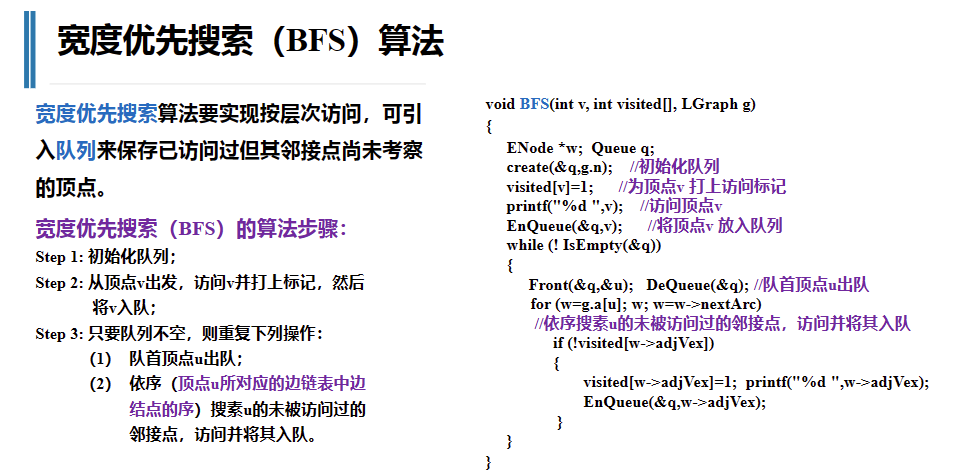 宽度优先搜索（BFS）算法
宽度优先搜索算法要实现按层次访问，可引
入队列来保存已访问过但其邻接点尚未考察
的顶点。
宽度优先搜索（BFS）的算法步骤：
Step 1: 初始化队列；
Step 2: 从顶点v出发，访问v并打上标记，然后
将v入队；
Step 3: 只要队列不空，则重复下列操作：
（1） 队首顶点u出队；
（2） 依序（顶点u所对应的边链表中边
结点的序）搜素u的未被访问过的
邻接点，访问并将其入队。
void BFS(int v, int visited[], LGraph g)
{
ENode *w; Queue q;
create(&q,g.n); //初始化队列
visited[v]=1; //为顶点v 打上访问标记
printf("%d ",v); //访问顶点v
EnQueue(&q,v); //将顶点v 放入队列
while (! IsEmpty(&q))
{
Front(&q,&u); DeQueue(&q); //队首顶点u出队
for (w=g.a[u]; w; w=w->nextArc)
//依序搜素u的未被访问过的邻接点，访问并将其入队
if (!visited[w->adjVex])
{
visited[w->adjVex]=1; printf("%d ",w->adjVex);
EnQueue(&q,w->adjVex);
}
}
}